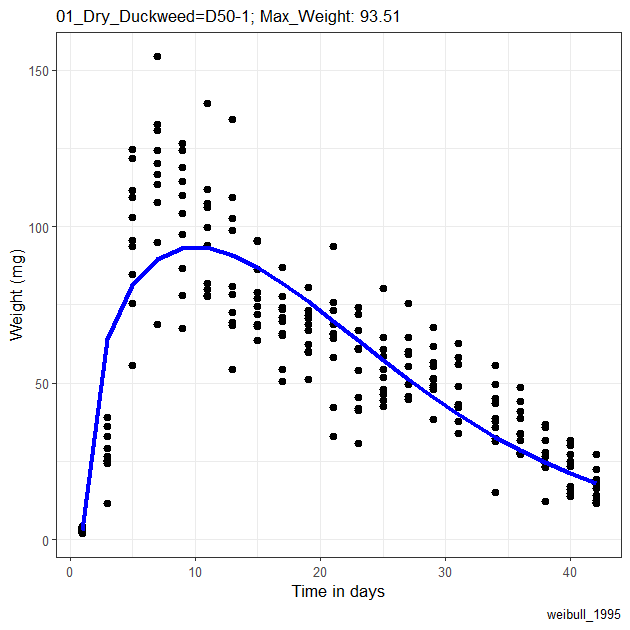 01_Dry_Duckweed=D50-1; Max_Weight: 93.51
150
100
50
0
Weight (mg)
0 10 20 30 40
Time in days
weibull_1995